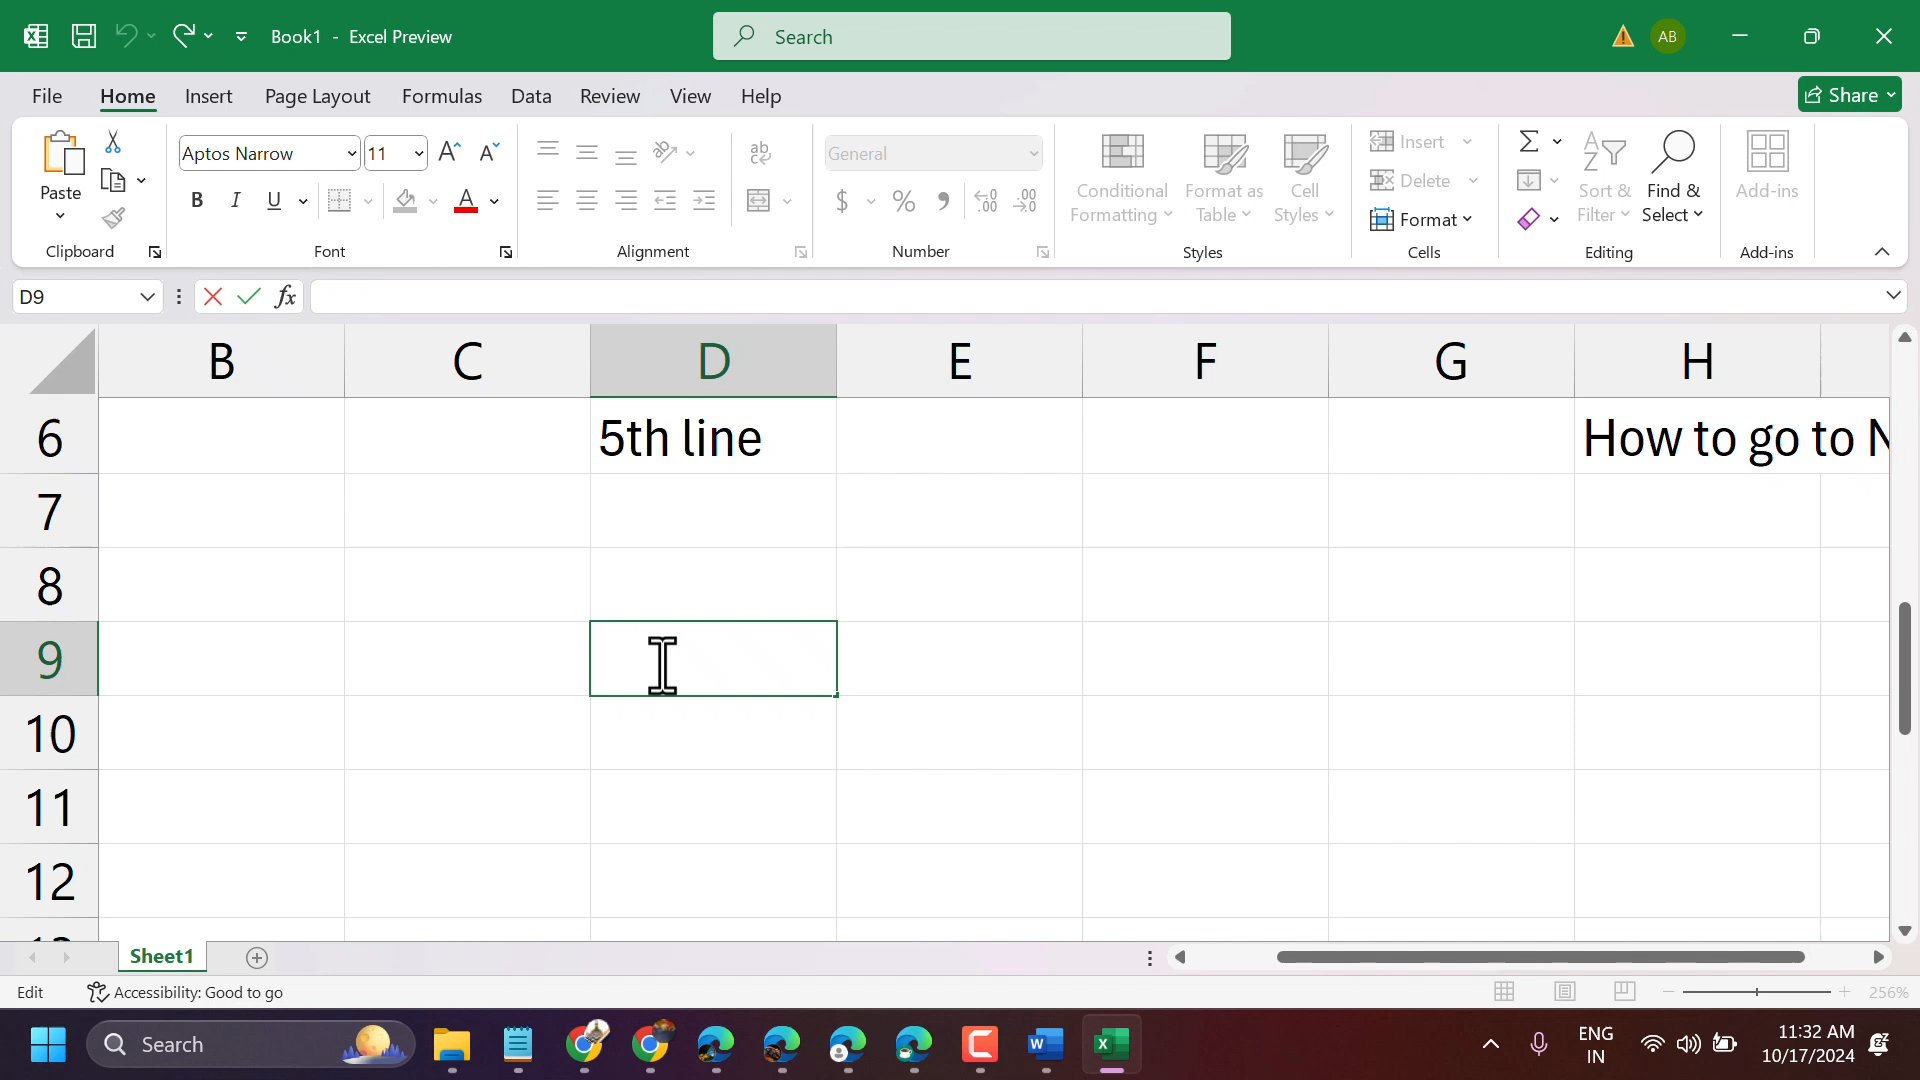 Book1 - Excel Preview
Search
AB
File Home Insert Page Layout Formulas Data Review View Help
Share
Paste
Clipboard
Aptos Narrow 11
B I U
Font
ab
Alignment
General
$ % 9
Number
Conditional Formatting
Format as Table
Cell Styles
Styles
Insert
Delete
Format
Cells
Sort & Filter
Find & Select
Editing
Add-ins
Add-ins
D9
fx
B C D E F G H
6 5th line How to go to N
7
8
9
10
11
12
Sheet1
Edit Accessibility: Good to go
256%
Search
ENG
IN
11:32 AM
10/17/2024